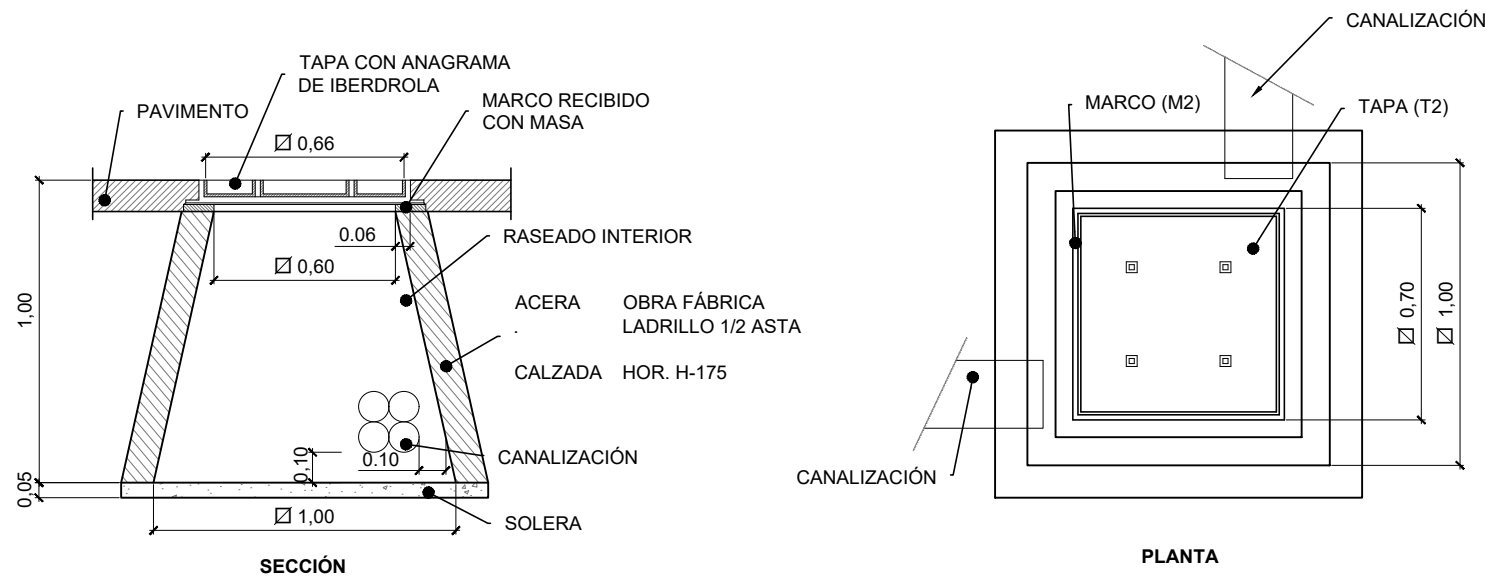 TAPA CON ANAGRAMA
DE IBERDROLA
PAVIMENTO
MARCO RECIBIDO
CON MASA
0,66
0.06
0,60
1,00
RASEADO INTERIOR
ACERA OBRA FÁBRICA
. LADRILLO 1/2 ASTA
CALZADA HOR. H-175
0,10
0.10
CANALIZACIÓN
0,05
1,00
SOLERA
SECCIÓN
CANALIZACIÓN
MARCO (M2)
TAPA (T2)
0,70
1,00
CANALIZACIÓN
PLANTA